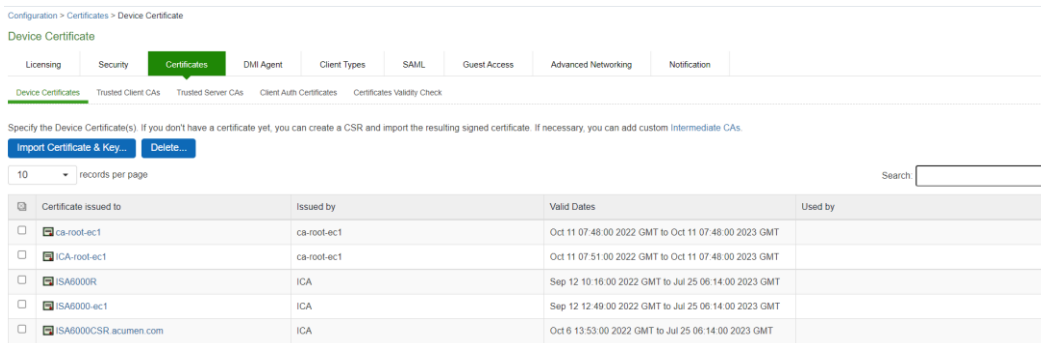 Configuration > Certificates > Device Certificate
Device Certificate
Licensing Security Certificates DMI Agent Client Types SAML Guest Access Advanced Networking Notification
Device Certificates Trusted Client CAs Trusted Server CAs Client Auth Certificates Certificates Validity Check
Specify the Device Certificate(s). If you don't have a certificate yet, you can create a CSR and import the resulting signed certificate. If necessary, you can add custom Intermediate CAs.
Import Certificate & Key... Delete...
10 records per page Search:
Certificate issued to Issued by Valid Dates Used by
ca-root-ec1 ca-root-ec1 Oct 11 07:48:00 2022 GMT to Oct 11 07:48:00 2023 GMT
ICA-root-ec1 ca-root-ec1 Oct 11 07:51:00 2022 GMT to Oct 11 07:48:00 2023 GMT
ISA6000R ICA Sep 12 10:16:00 2022 GMT to Jul 25 06:14:00 2023 GMT
ISA6000-ec1 ICA Sep 12 12:49:00 2022 GMT to Jul 25 06:14:00 2023 GMT
ISA6000CSR.acumen.com ICA Oct 6 13:53:00 2022 GMT to Jul 25 06:14:00 2023 GMT